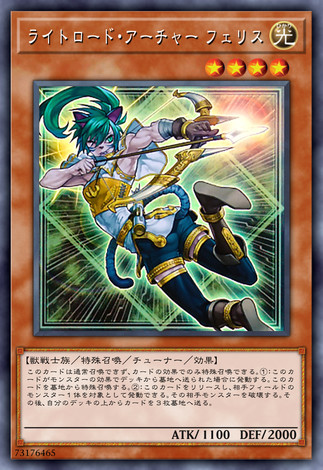 ライトロード・アーチャー フェリス
光
【獣戦士族／特殊召喚／チューナー／効果】
このカードは通常召喚できず、カードの効果でのみ特殊召喚できる。①：このカ
ードがモンスターの効果でデッキから墓地へ送られた場合に発動する。このカー
ドを墓地から特殊召喚する。②：このカードをリリースし、相手フィールドの
モンスター１体を対象として発動できる。その相手モンスターを破壊する。そ
の後、自分のデッキの上からカードを３枚墓地へ送る。
ATK/1100 DEF/2000
73176465